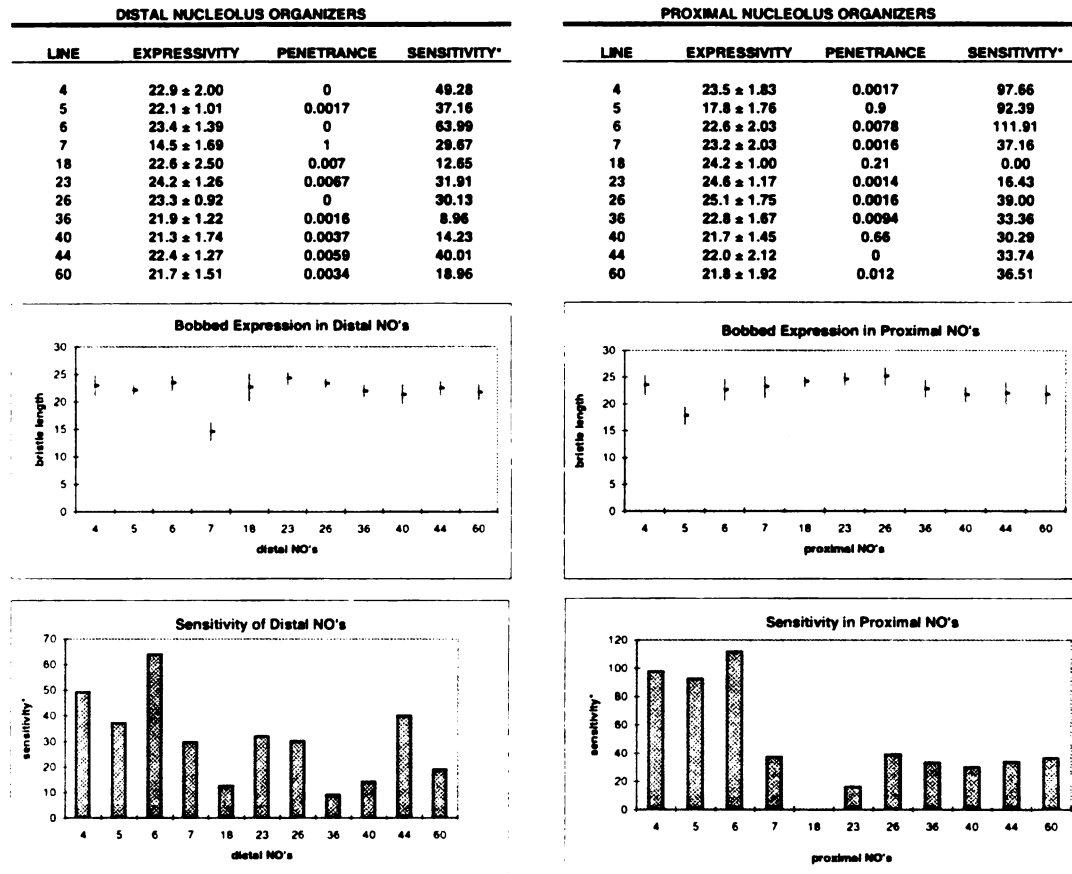 DISTAL NUCLEOLUS ORGANIZERS
LINE EXPRESSIVITY PENETRANCE SENSITIVITY*
4 22.9 ± 2.00 0 49.28
5 22.1 ± 1.01 0.0017 37.16
6 23.4 ± 1.39 0 63.99
7 14.5 ± 1.69 1 29.67
18 22.6 ± 2.50 0.007 12.65
23 24.2 ± 1.26 0.0067 31.91
26 23.3 ± 0.92 0 30.13
36 21.9 ± 1.22 0.0016 8.96
40 21.3 ± 1.74 0.0037 14.23
44 22.4 ± 1.27 0.0059 40.01
60 21.7 ± 1.51 0.0034 18.96
Bobbed Expression in Distal NO's
30
25
20
15
10
5
0
bristle length
4 5 6 7 18 23 26 36 40 44 60
distal NO's
Sensitivity of Distal NO's
70
60
50
40
30
20
10
0
sensitivity*
4 5 6 7 18 23 26 36 40 44 60
distal NO's
PROXIMAL NUCLEOLUS ORGANIZERS
LINE EXPRESSIVITY PENETRANCE SENSITIVITY*
4 23.5 ± 1.83 0.0017 97.66
5 17.8 ± 1.76 0.9 92.39
6 22.6 ± 2.03 0.0078 111.91
7 23.2 ± 2.03 0.0016 37.16
18 24.2 ± 1.00 0.21 0.00
23 24.6 ± 1.17 0.0014 16.43
26 25.1 ± 1.75 0.0016 39.00
36 22.8 ± 1.67 0.0094 33.36
40 21.7 ± 1.45 0.66 30.29
44 22.0 ± 2.12 0 33.74
60 21.8 ± 1.92 0.012 36.51
Bobbed Expression in Proximal NO's
30
25
20
15
10
5
0
bristle length
4 5 6 7 18 23 26 36 40 44 60
proximal NO's
Sensitivity in Proximal NO's
120
100
80
60
40
20
0
sensitivity*
4 5 6 7 18 23 26 36 40 44 60
proximal NO's